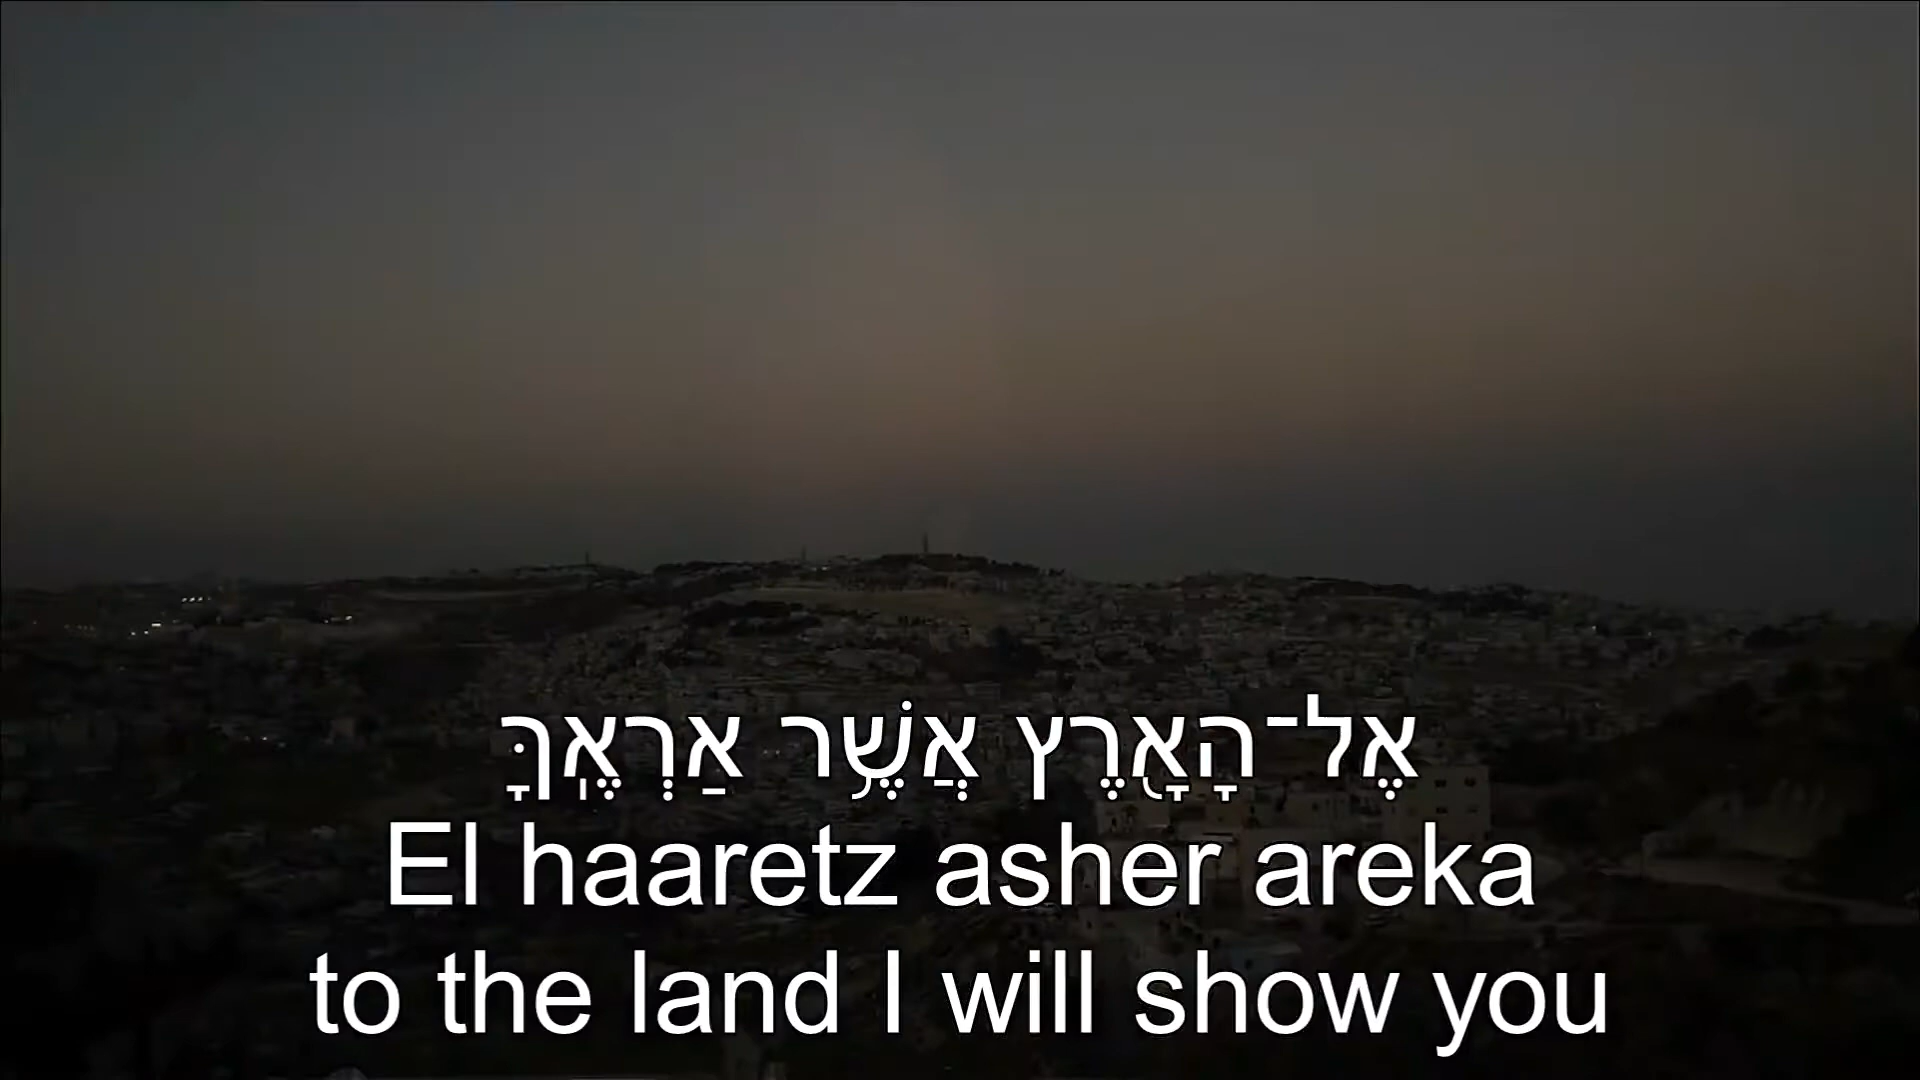 אֶל־הָאָ֖רֶץ אֲשֶׁ֥ר אַרְאֶֽךָּ
El haaretz asher areka
to the land I will show you